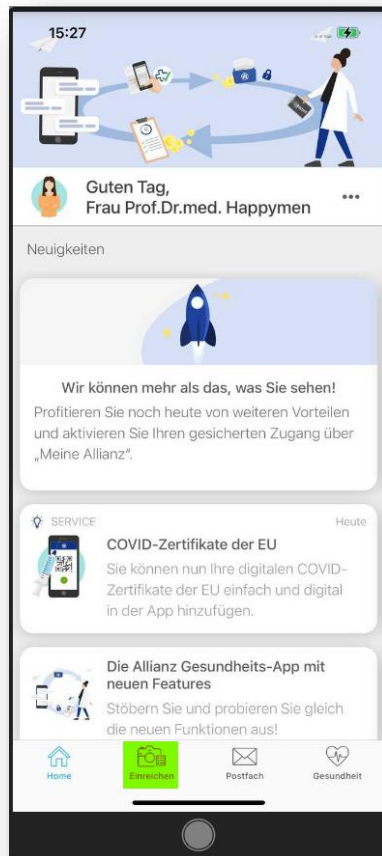 15:27
Guten Tag,
Frau Prof.Dr.med. Happymen
Neuigkeiten
Wir können mehr als das, was Sie sehen!
Profitieren Sie noch heute von weiteren Vorteilen
und aktivieren Sie Ihren gesicherten Zugang über
„Meine Allianz“.
SERVICE
Heute
COVID-Zertifikate der EU
Sie können nun Ihre digitalen COVID-
Zertifikate der EU einfach und digital
in der App hinzufügen.
Die Allianz Gesundheits-App mit
neuen Features
Stöbern Sie und probieren Sie gleich
die neuen Funktionen aus!
Home
Einreichen
Postfach
Gesundheit